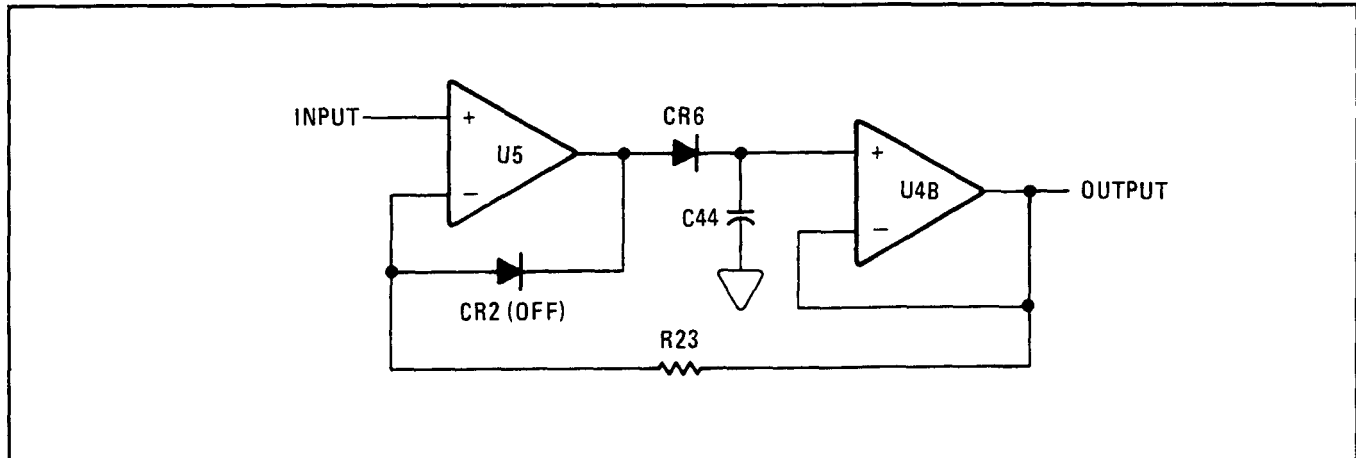 INPUT
+
U5
−
CR6
C44
+
U4B
−
OUTPUT
CR2 (OFF)
R23